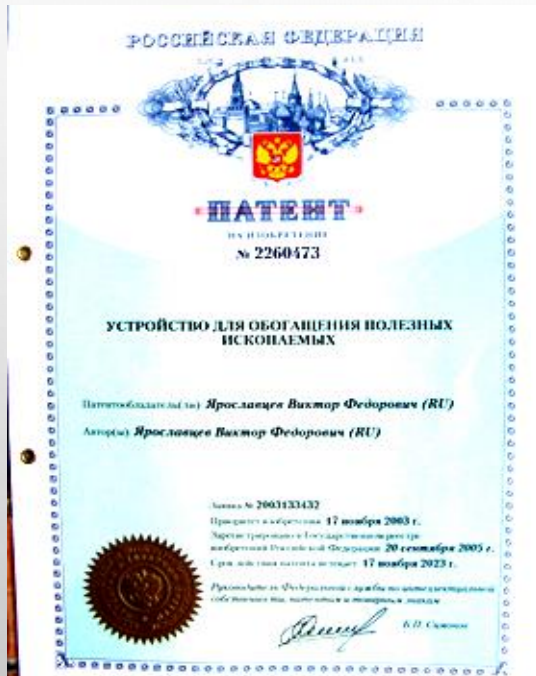 РОССИЙСКАЯ ФЕДЕРАЦИЯ
ПАТЕНТ
НА ИЗОБРЕТЕНИЕ
№ 2260473
УСТРОЙСТВО ДЛЯ ОБОГАЩЕНИЯ ПОЛЕЗНЫХ
ИСКОПАЕМЫХ
Патентообладатель(ли): Ярославцев Виктор Федорович (RU)
Автор(ы): Ярославцев Виктор Федорович (RU)
Заявка № 2003133432
Приоритет изобретения 17 ноября 2003 г.
Зарегистрировано в Государственном реестре
изобретений Российской Федерации 20 сентября 2005 г.
Срок действия патента истекает 17 ноября 2023 г.
Руководитель Федеральной службы по интеллектуальной
собственности, патентам и товарным знакам
Б.П. Симонов